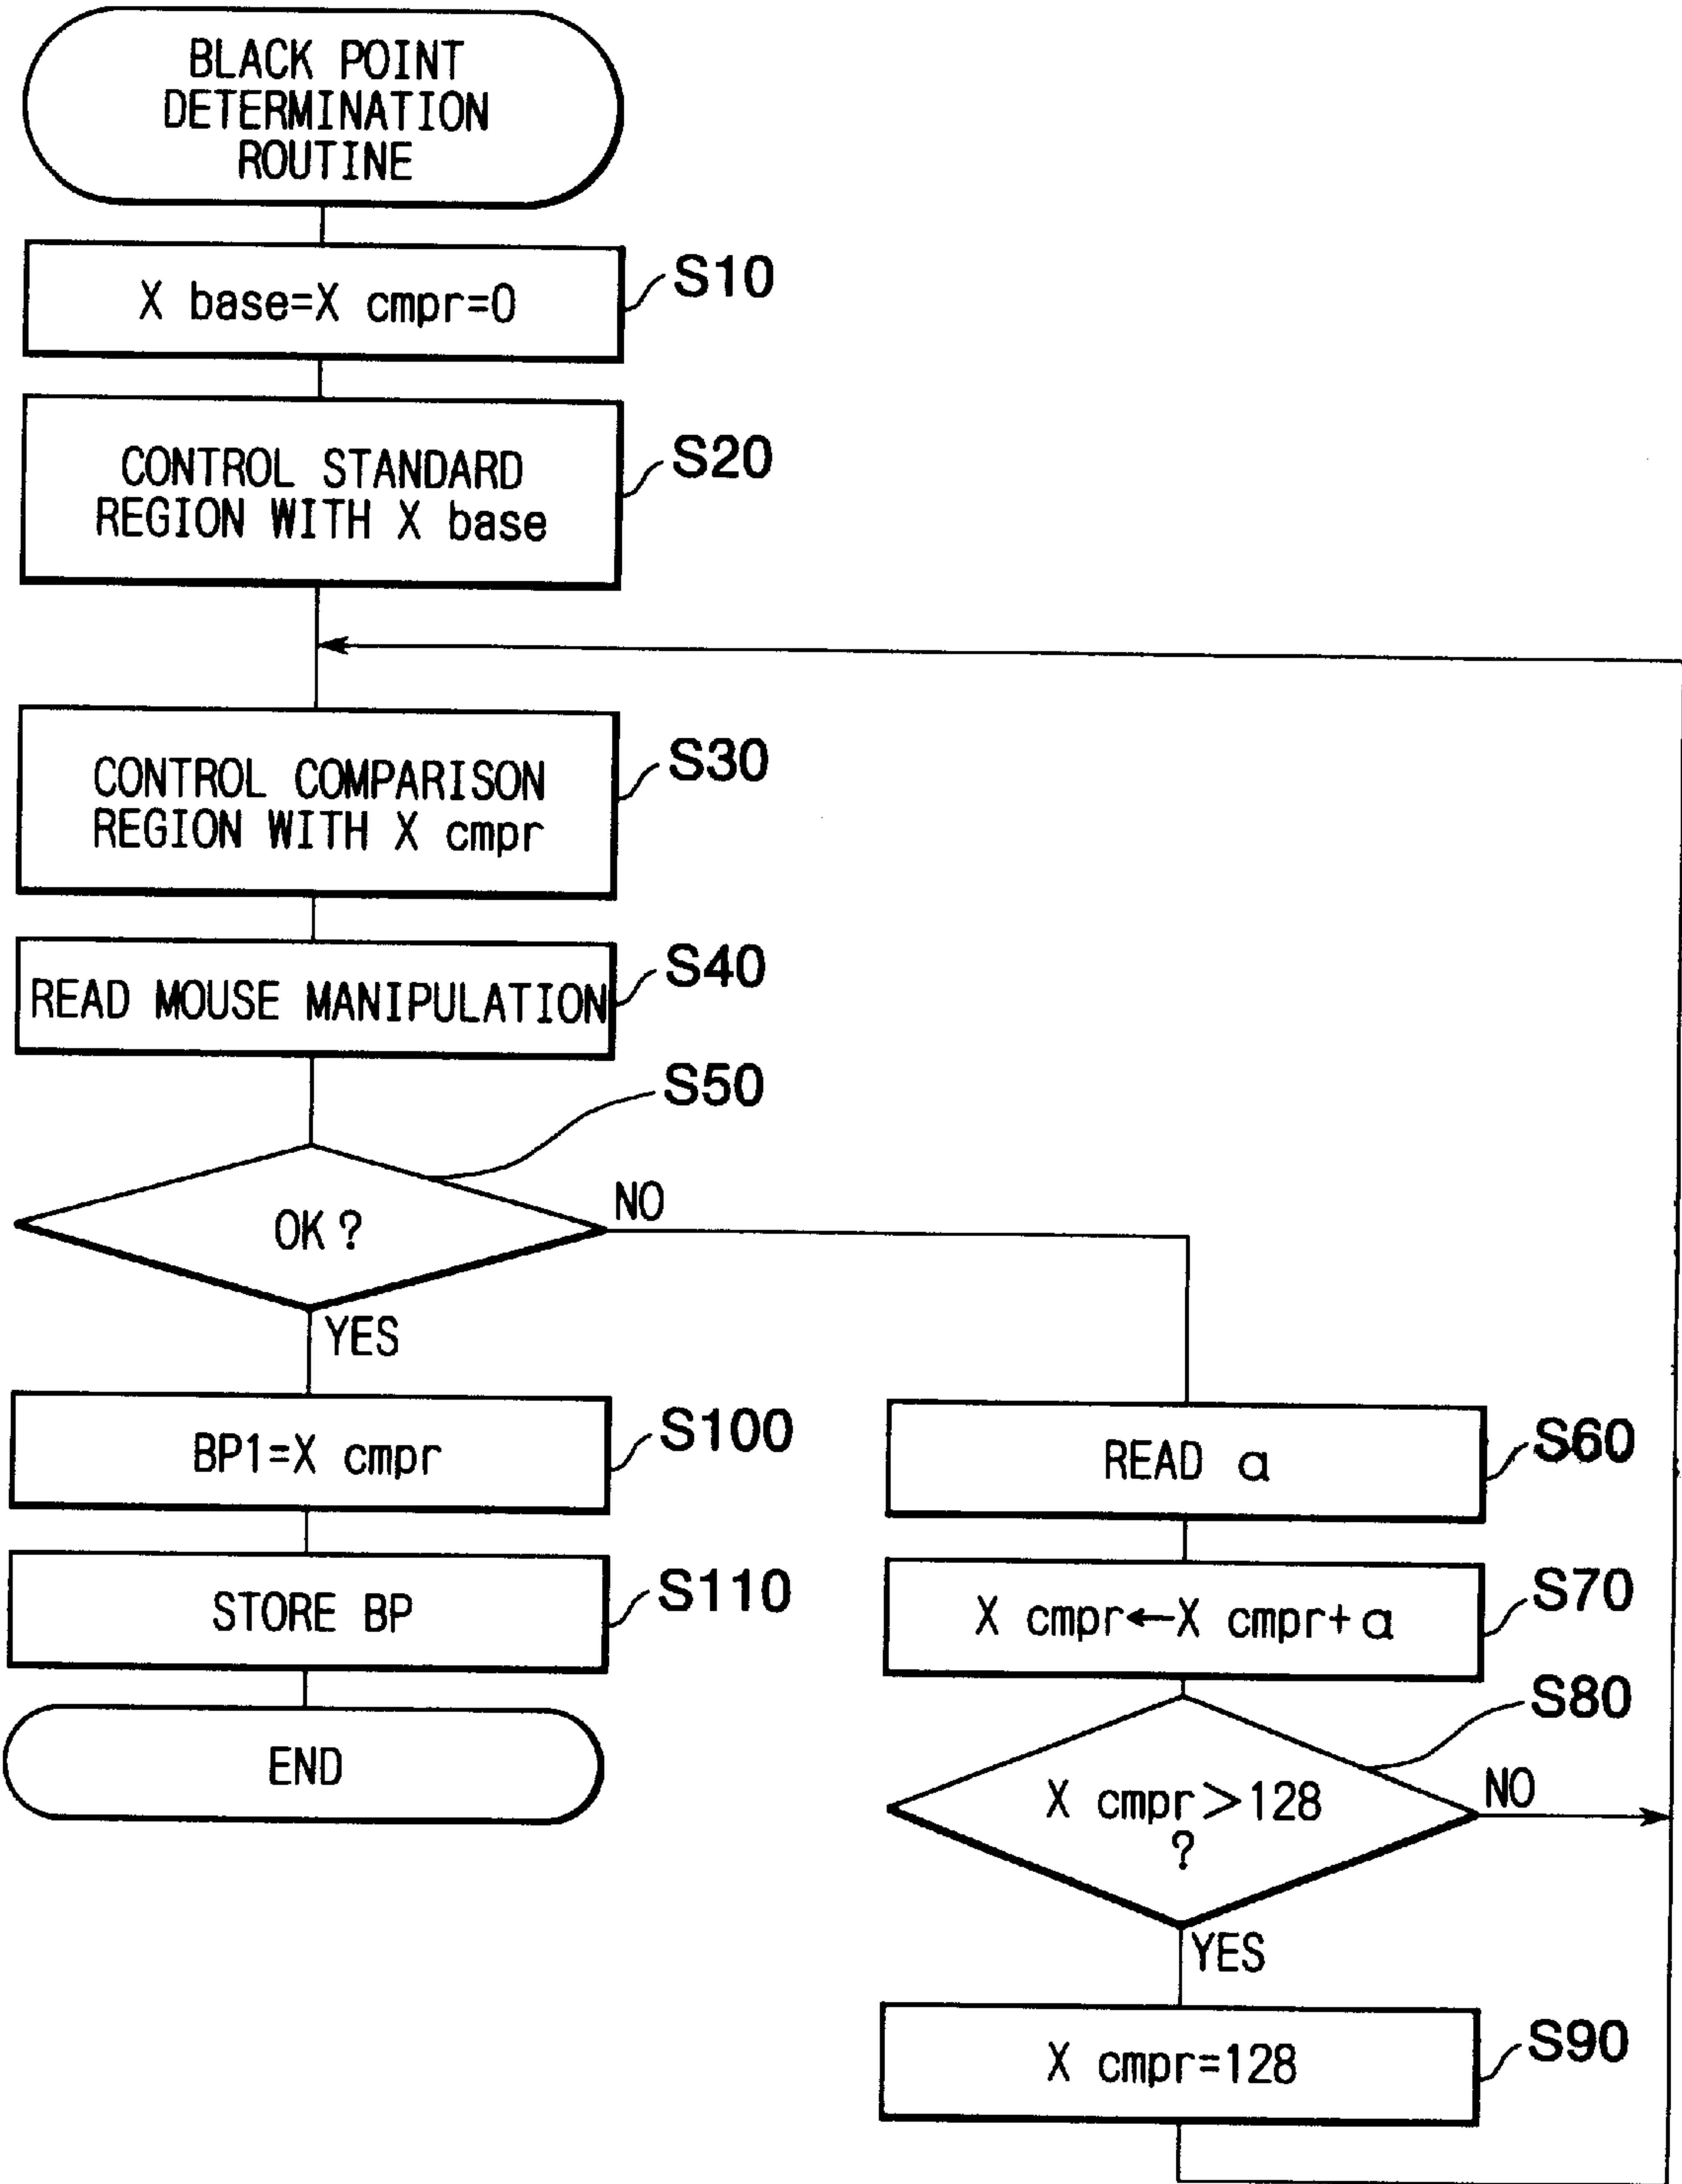 BLACK POINT
DETERMINATION
ROUTINE
X base=X cmpr=0
S10
CONTROL STANDARD
REGION WITH X base
S20
CONTROL COMPARISON
REGION WITH X cmpr
S30
READ MOUSE MANIPULATION
S40
S50
OK?
NO
YES
BP1=X cmpr
S100
STORE BP
S110
END
READ α
S60
X cmpr←X cmpr+α
S70
S80
X cmpr>128
?
NO
YES
X cmpr=128
S90